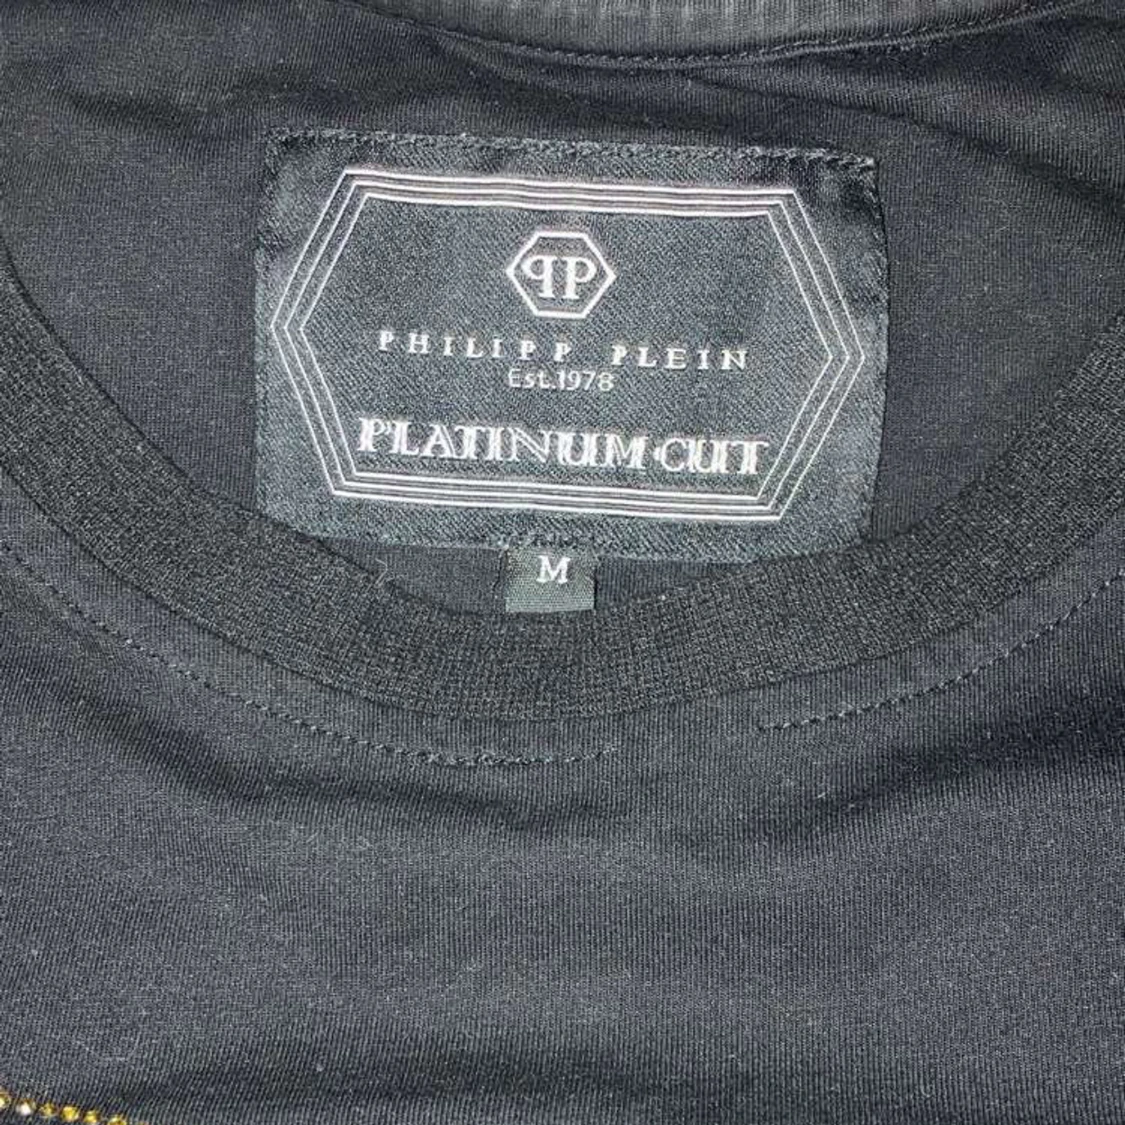 PP
PHILIPP PLEIN
Est.1978
PLATINUM CUT
M